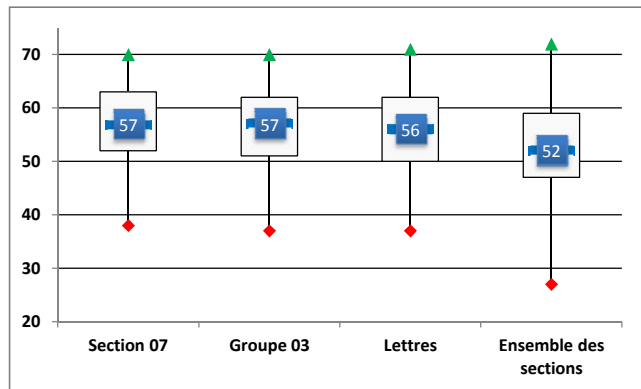 70
60
50
40
30
20
57
57
56
52
Section 07
Groupe 03
Lettres
Ensemble des
sections